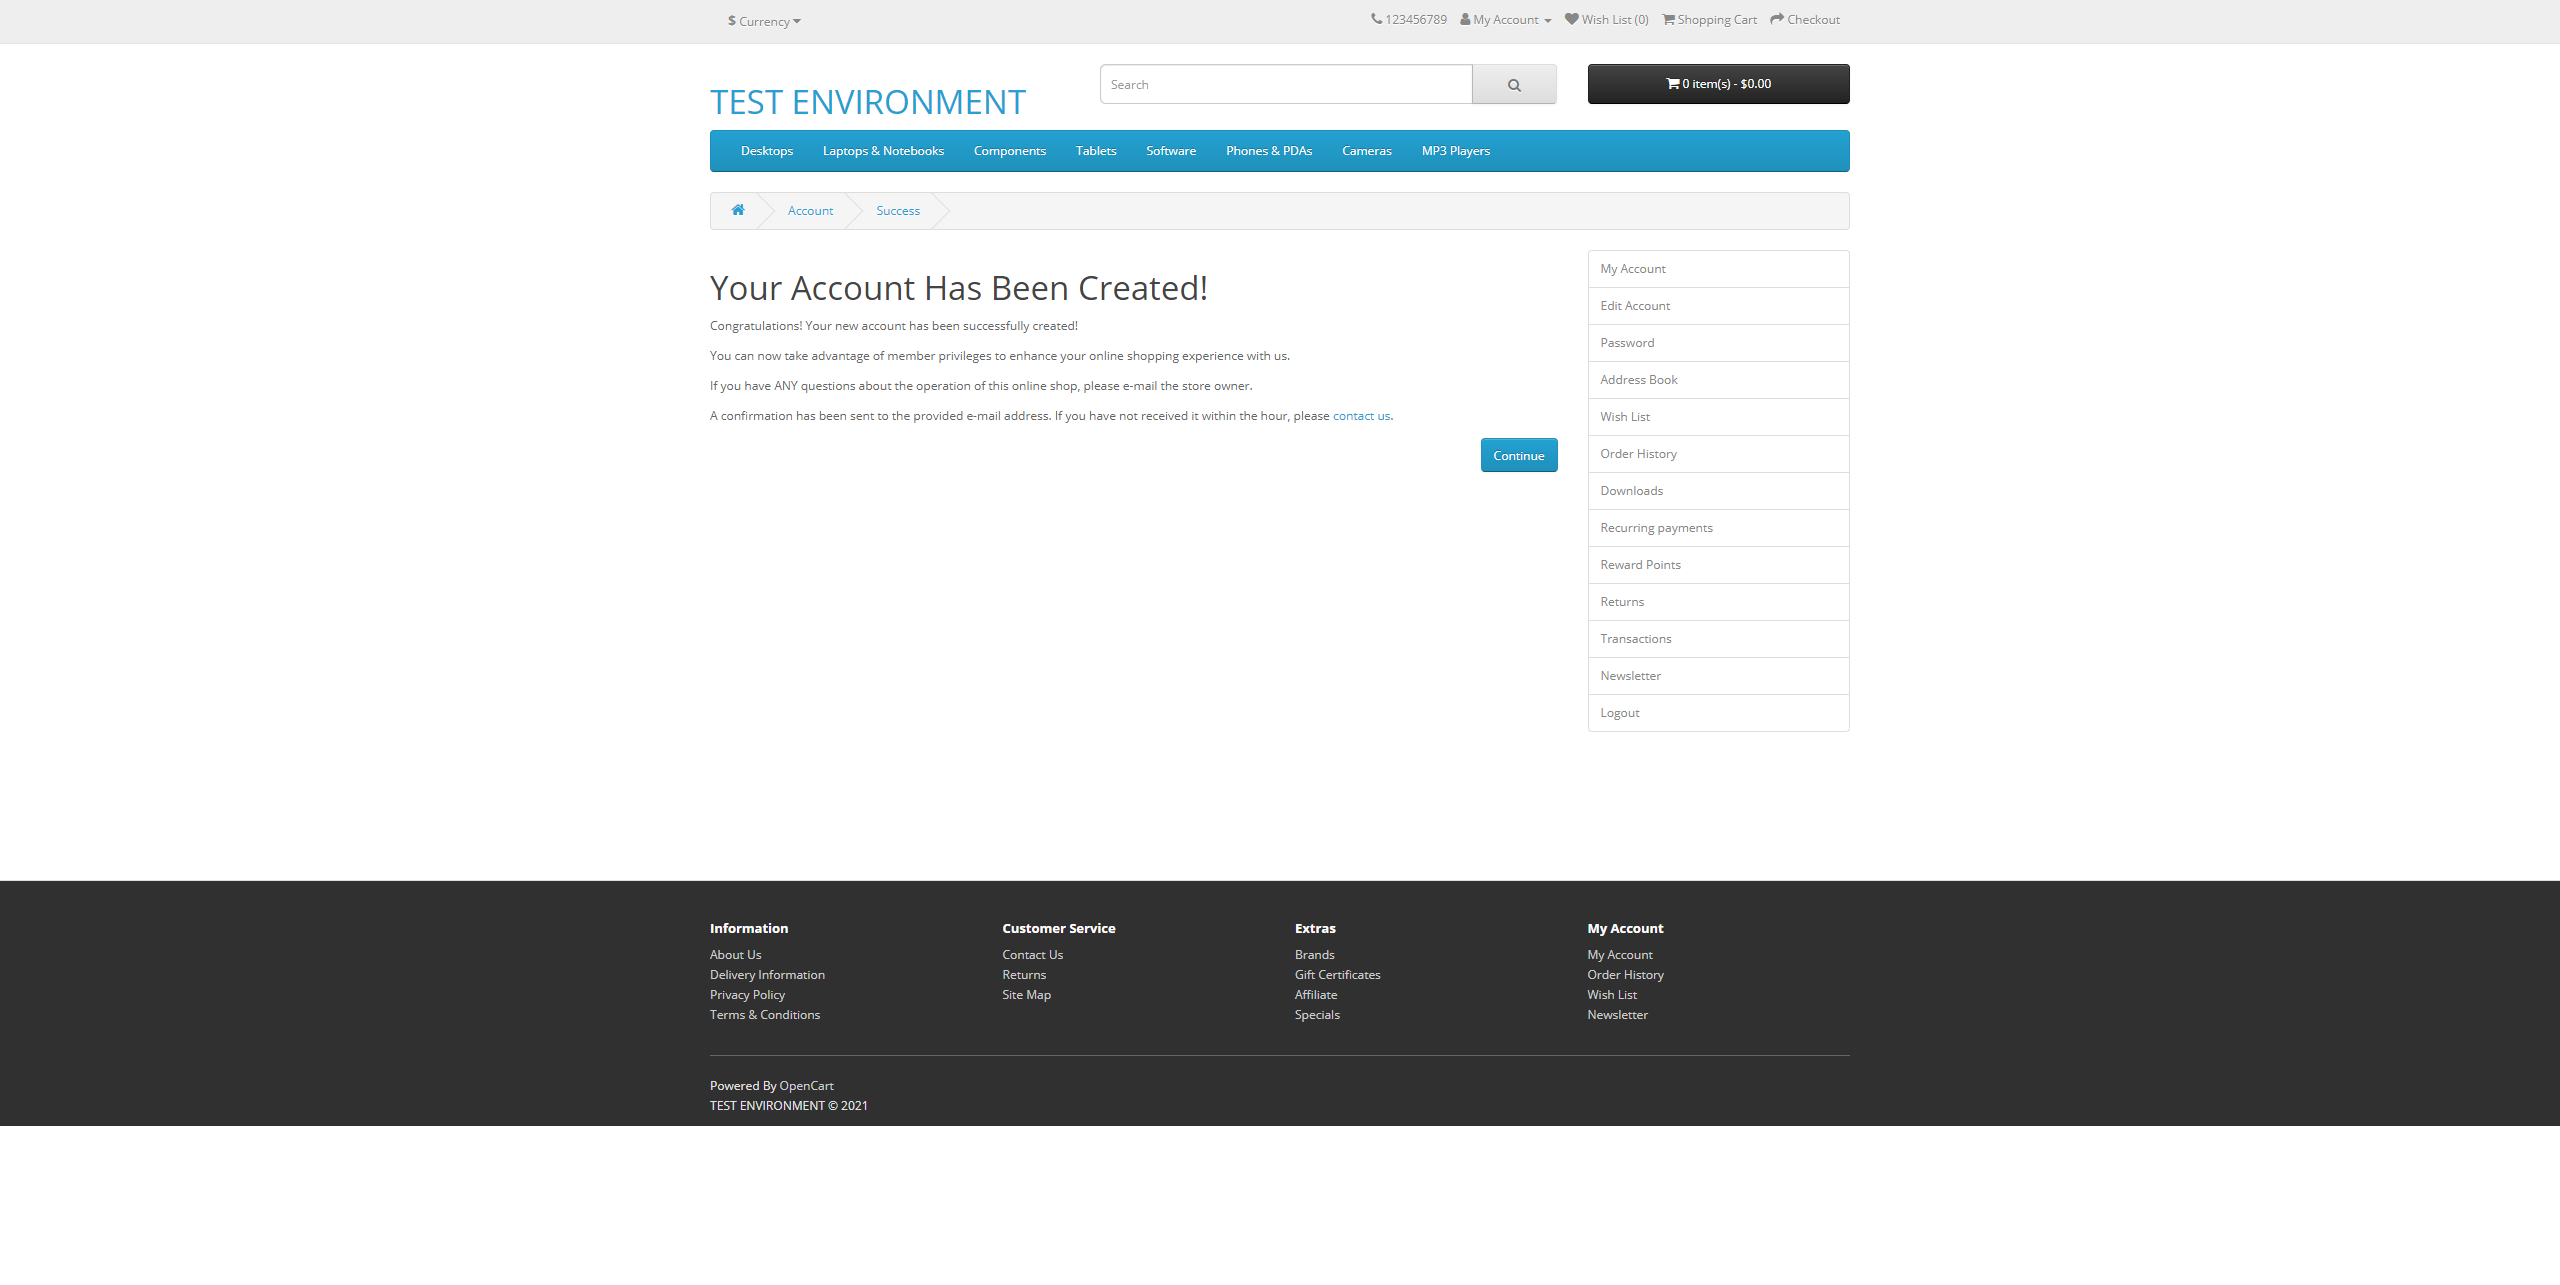 $ Currency
123456789 My Account Wish List (0) Shopping Cart Checkout
TEST ENVIRONMENT
Search
0 item(s) - $0.00
Desktops Laptops & Notebooks Components Tablets Software Phones & PDAs Cameras MP3 Players
Account Success
Your Account Has Been Created!
Congratulations! Your new account has been successfully created!
You can now take advantage of member privileges to enhance your online shopping experience with us.
If you have ANY questions about the operation of this online shop, please e-mail the store owner.
A confirmation has been sent to the provided e-mail address. If you have not received it within the hour, please contact us.
Continue
My Account
Edit Account
Password
Address Book
Wish List
Order History
Downloads
Recurring payments
Reward Points
Returns
Transactions
Newsletter
Logout
Information
About Us
Delivery Information
Privacy Policy
Terms & Conditions
Customer Service
Contact Us
Returns
Site Map
Extras
Brands
Gift Certificates
Affiliate
Specials
My Account
My Account
Order History
Wish List
Newsletter
Powered By OpenCart
TEST ENVIRONMENT © 2021